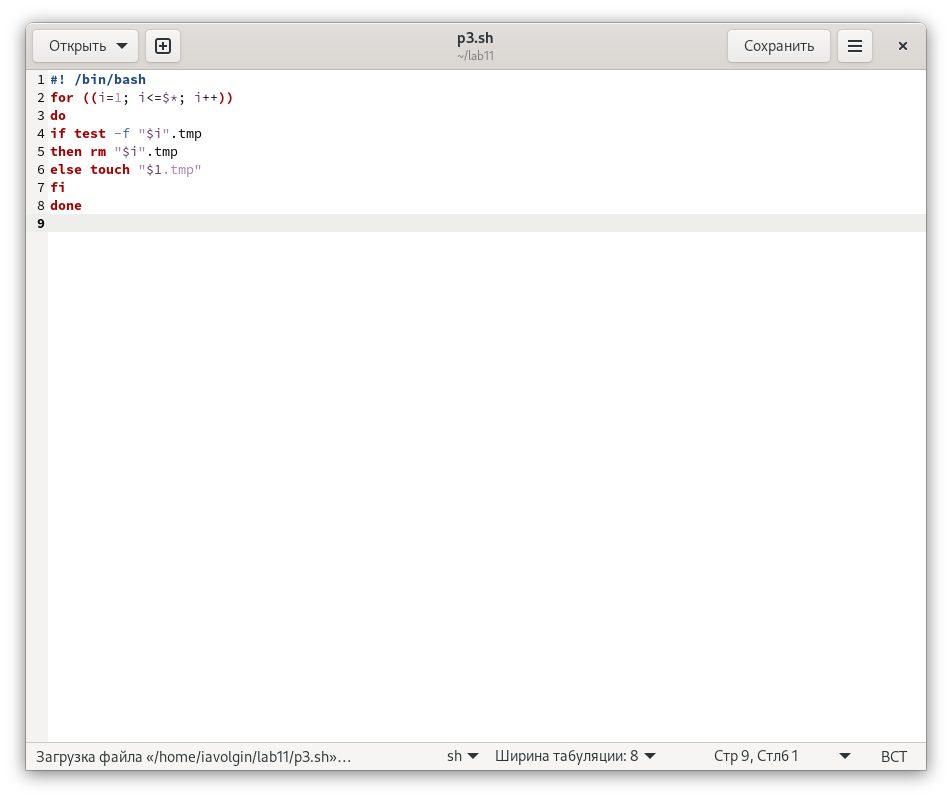 Открыть
p3.sh
~/lab11
Сохранить
1 #! /bin/bash
2 for ((i=1; i<=$*; i++))
3 do
4 if test -f "$i".tmp
5 then rm "$i".tmp
6 else touch "$1.tmp"
7 fi
8 done
9
Загрузка файла «/home/iavolgin/lab11/p3.sh»… sh Ширина табуляции: 8 Стр 9, Стлб 1 ВСТ